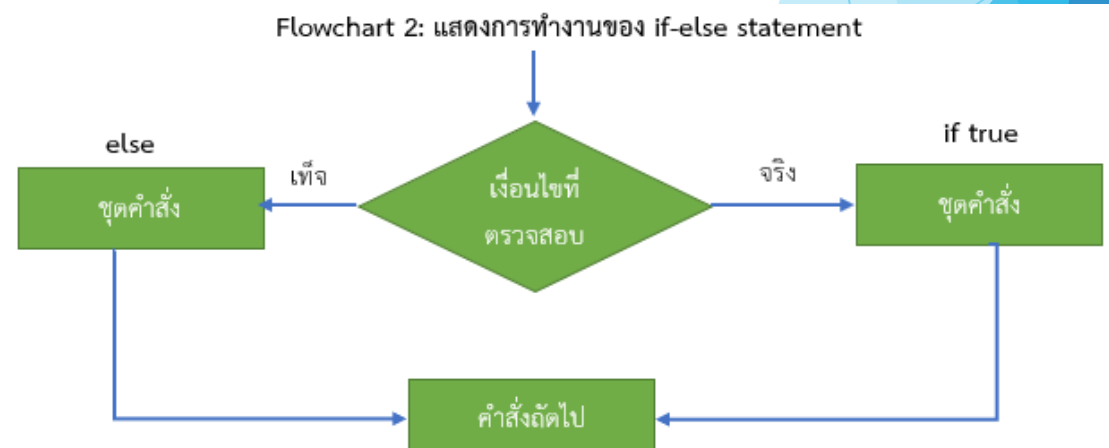 Flowchart 2: แสดงการทำงานของ if-else statement
else
if true
เท็จ
จริง
ชุดคำสั่ง
เงื่อนไขที่
ตรวจสอบ
ชุดคำสั่ง
คำสั่งถัดไป